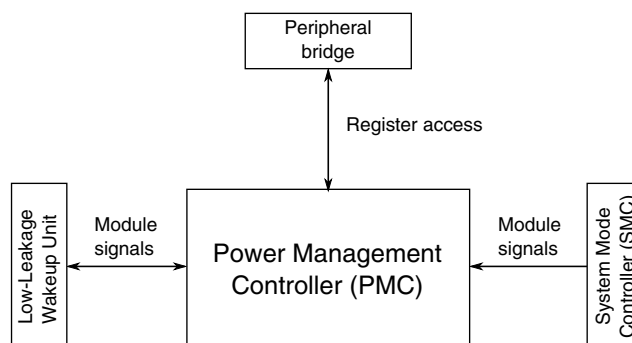 Peripheral
bridge
Register access
Low-Leakage
Wakeup Unit
Module
signals
Power Management
Controller (PMC)
Module
signals
System Mode
Controller (SMC)